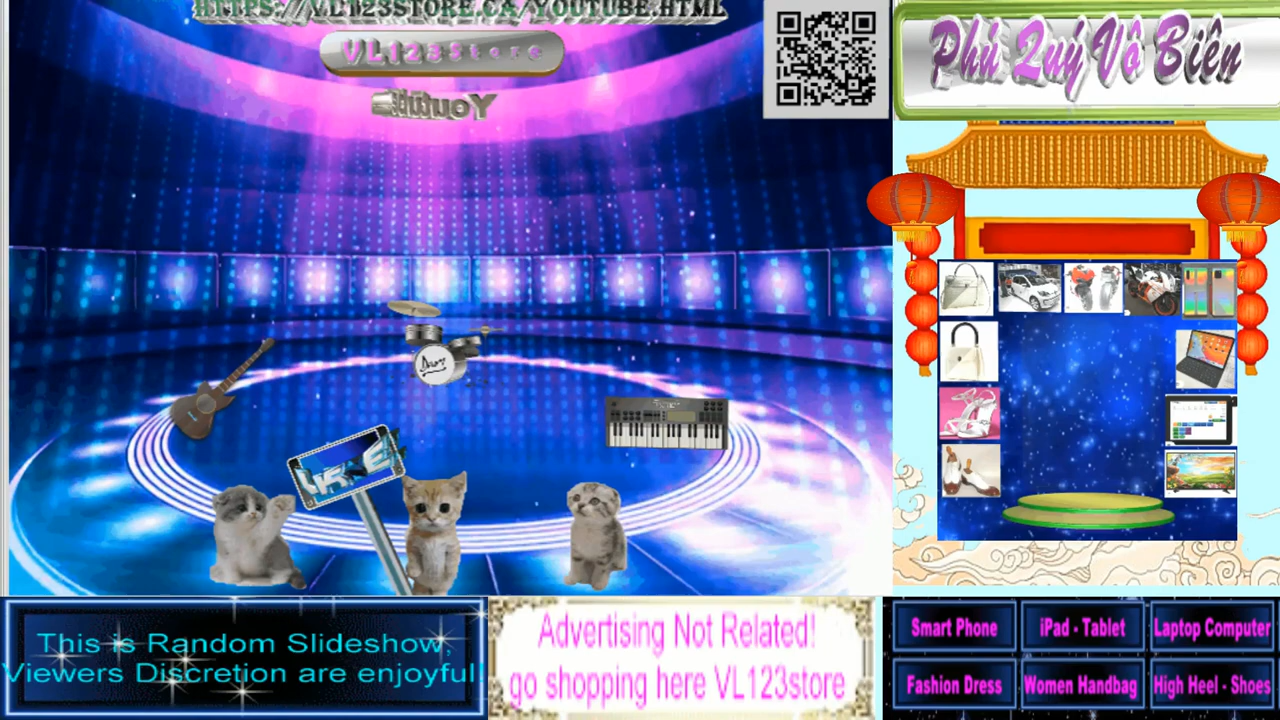 HTTPS://VL123STORE.CA/YOUTUBE.HTML
VL123Store
Phú Quý Vô Biên
This is Random Slideshow,
Viewers Discretion are enjoyful!
Advertising Not Related!
go shopping here VL123store
Smart Phone
iPad - Tablet
Laptop Computer
Fashion Dress
Women Handbag
High Heel - Shoes